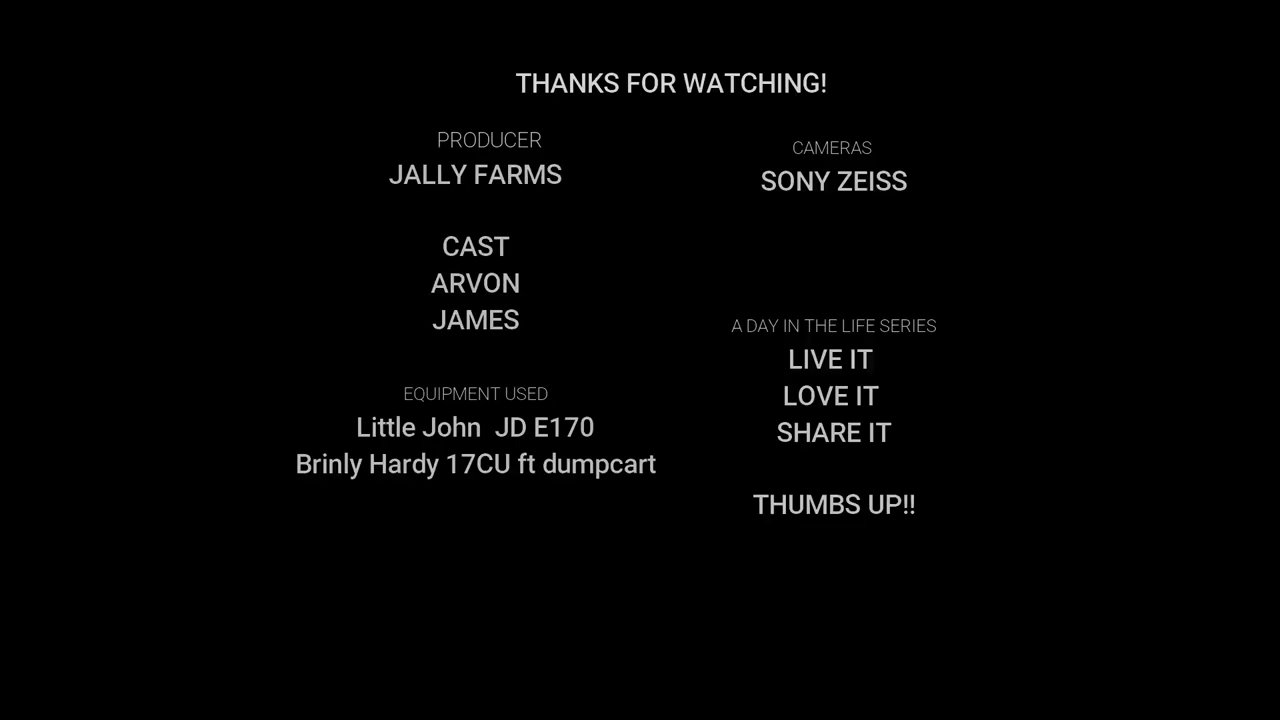 THANKS FOR WATCHING!
PRODUCER
JALLY FARMS
CAST
ARVON
JAMES
EQUIPMENT USED
Little John  JD E170
Brinly Hardy 17CU ft dumpcart
CAMERAS
SONY ZEISS
A DAY IN THE LIFE SERIES
LIVE IT
LOVE IT
SHARE IT
THUMBS UP!!